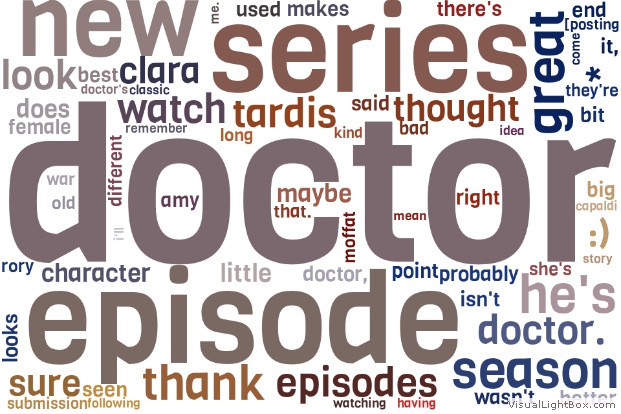 new
me.
used makes
there's
end
[posting
series
great
come
it,
look
best
clara
doctor's
classic
*
they're
does
female
watch
tardis
said
thought
bit
remember
long
kind
bad
idea
doctor
war
old
different
i'll
amy
maybe
that.
moffat
mean
right
big
capaldi
:)
story
rory
character
little
doctor,
point
probably
she's
isn't
he's
looks
episode
doctor.
season
sure
seen
submission
following
thank
episodes
watching
having
wasn't
better
VisualLightBox.com